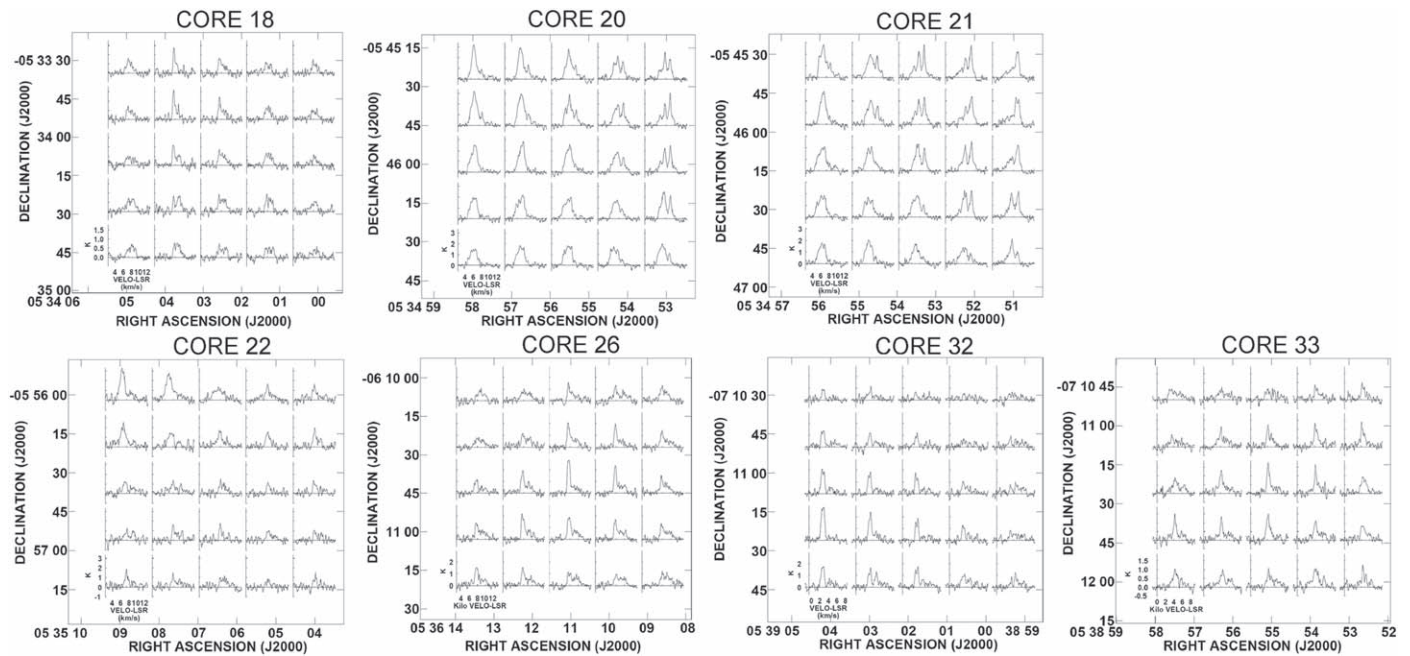 CORE 18
DECLINATION (J2000)
-05 33 30
45
34 00
15
30
45
35 00
K
1.5
1.0
0.5
0.0
4 6 8 10 12
VELO-LSR
(km/s)
05 34 06 05 04 03 02 01 00
RIGHT ASCENSION (J2000)
CORE 20
DECLINATION (J2000)
-05 45 15
30
45
46 00
15
30
45
K
3
2
1
0
4 6 8 10 12
VELO-LSR
(km/s)
05 34 59 58 57 56 55 54 53
RIGHT ASCENSION (J2000)
CORE 21
DECLINATION (J2000)
-05 45 30
45
46 00
15
30
45
47 00
K
3
2
1
0
4 6 8 10 12
VELO-LSR
(km/s)
05 34 57 56 55 54 53 52 51
RIGHT ASCENSION (J2000)
CORE 22
DECLINATION (J2000)
-05 56 00
15
30
45
57 00
15
K
3
2
1
0
-1
4 6 8 10 12
VELO-LSR
(km/s)
05 35 10 09 08 07 06 05 04
RIGHT ASCENSION (J2000)
CORE 26
DECLINATION (J2000)
-06 10 00
15
30
45
11 00
15
30
K
2
1
0
4 6 8 10 12
Kilo VELO-LSR
05 36 14 13 12 11 10 09 08
RIGHT ASCENSION (J2000)
CORE 32
DECLINATION (J2000)
-07 10 30
45
11 00
15
30
45
K
2
1
0
0 2 4 6 8
VELO-LSR
(km/s)
05 39 05 04 03 02 01 00 38 59
RIGHT ASCENSION (J2000)
CORE 33
DECLINATION (J2000)
-07 10 45
11 00
15
30
45
12 00
15
K
1.5
1.0
0.5
0.0
-0.5
0 2 4 6 8
Kilo VELO-LSR
05 38 59 58 57 56 55 54 53 52
RIGHT ASCENSION (J2000)